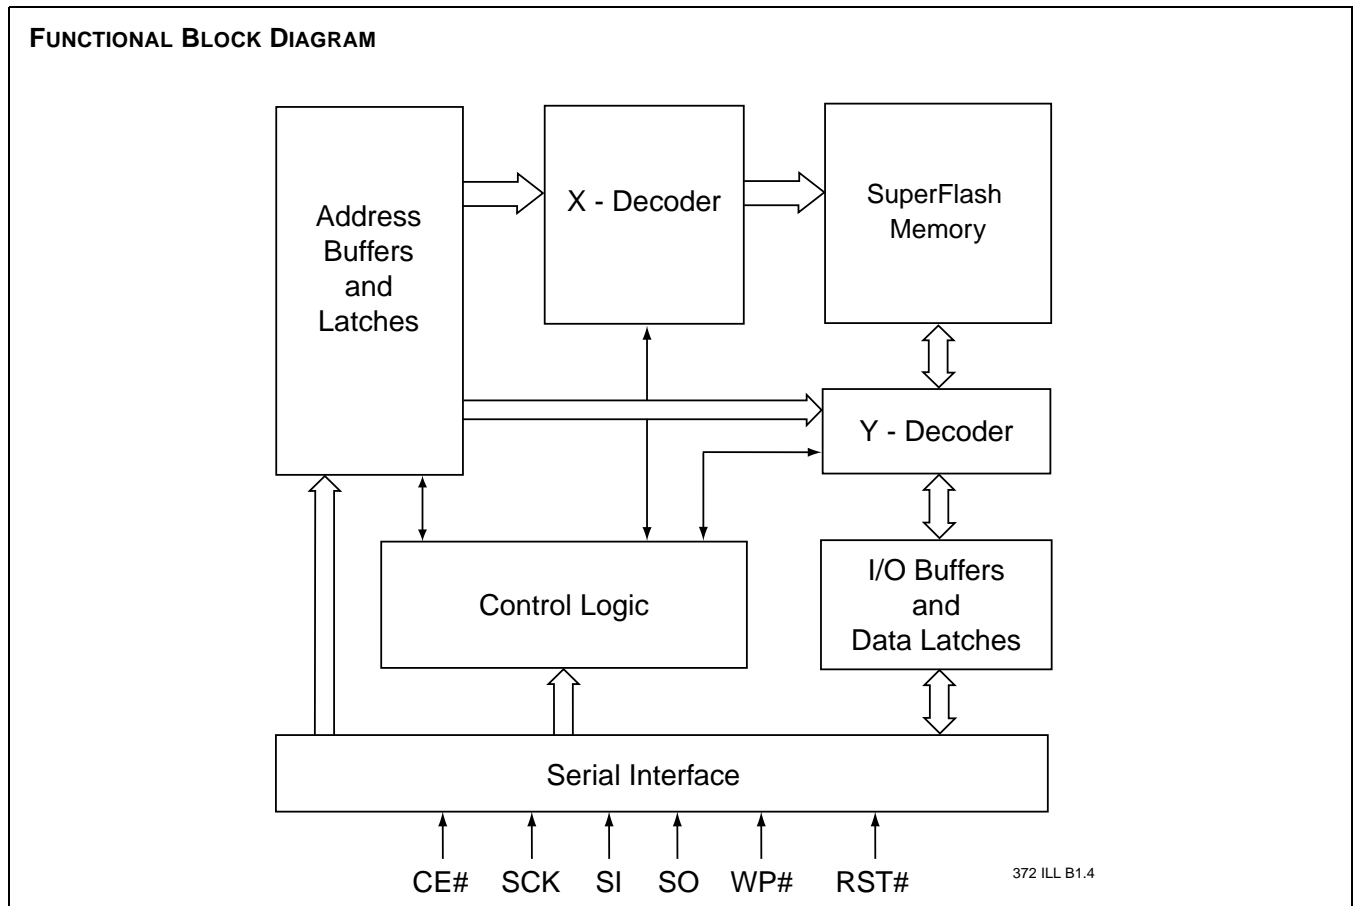 FUNCTIONAL BLOCK DIAGRAM
Address
Buffers
and
Latches
X - Decoder
SuperFlash
Memory
Y - Decoder
Control Logic
I/O Buffers
and
Data Latches
Serial Interface
CE# SCK SI SO WP# RST#
372 ILL B1.4